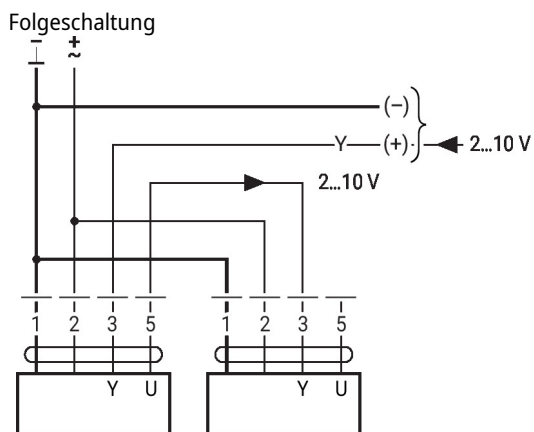 Folgeschaltung
– +
~
(–)
Y (+) 2...10 V
2...10 V
1 2 3 5 1 2 3 5
Y U Y U